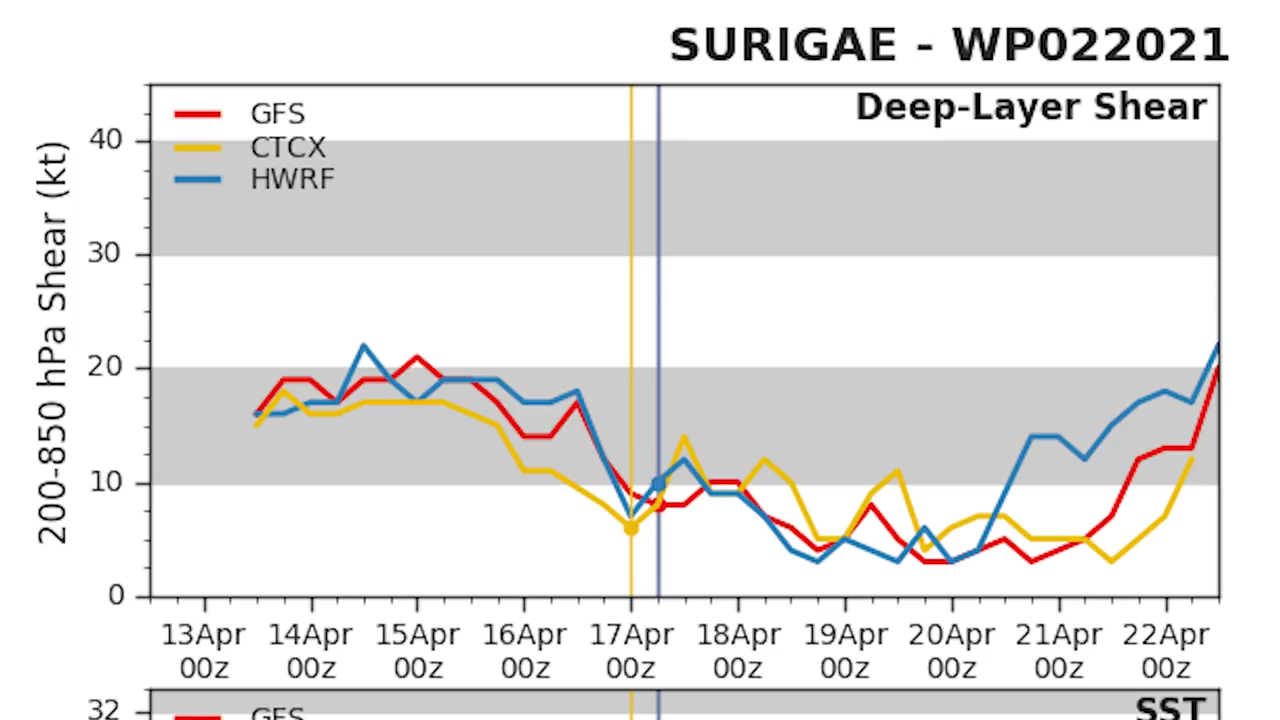 SURIGAE - WP022021
Deep-Layer Shear
GFS
CTCX
HWRF
200-850 hPa Shear (kt)
40
30
20
10
0
13Apr 14Apr 15Apr 16Apr 17Apr 18Apr 19Apr 20Apr 21Apr 22Apr
00z 00z 00z 00z 00z 00z 00z 00z 00z 00z
SST
32
GFS